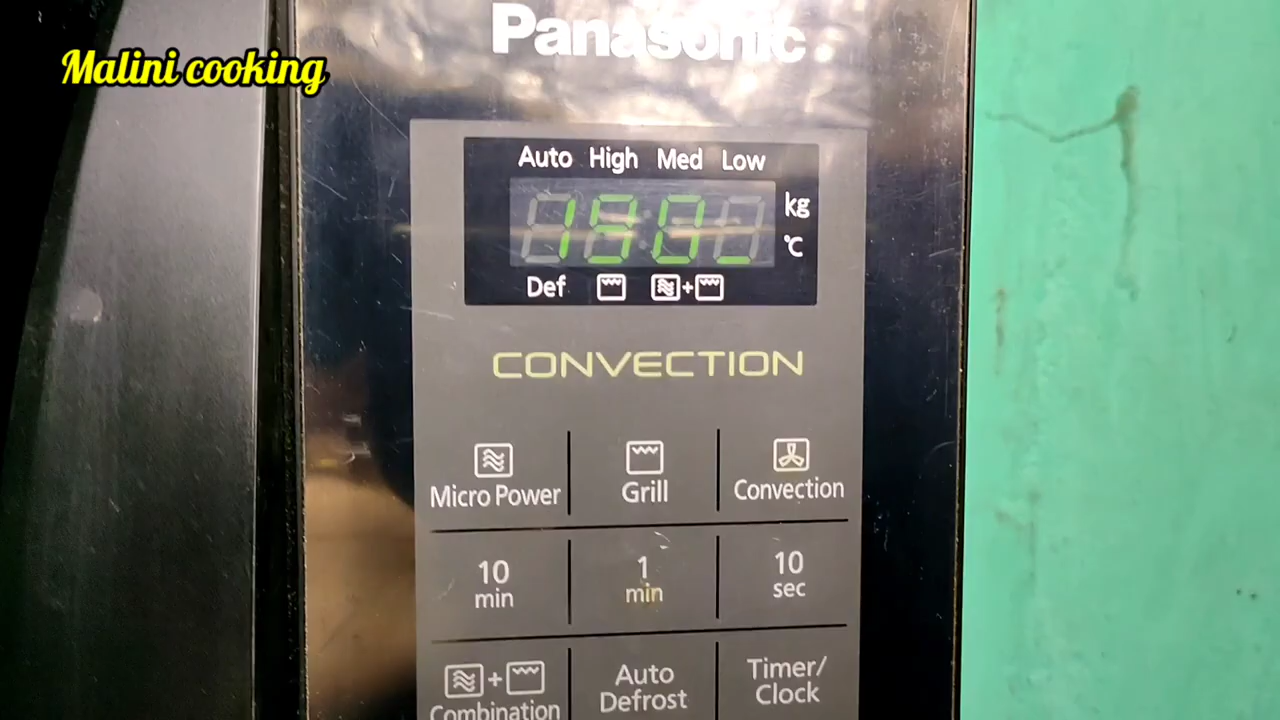 Malini cooking
Panasonic
Auto High Med Low
190
kg
℃
Def
+
CONVECTION
Micro Power Grill Convection
10 1 10
min min sec
+ Auto Timer/
Combination Defrost Clock